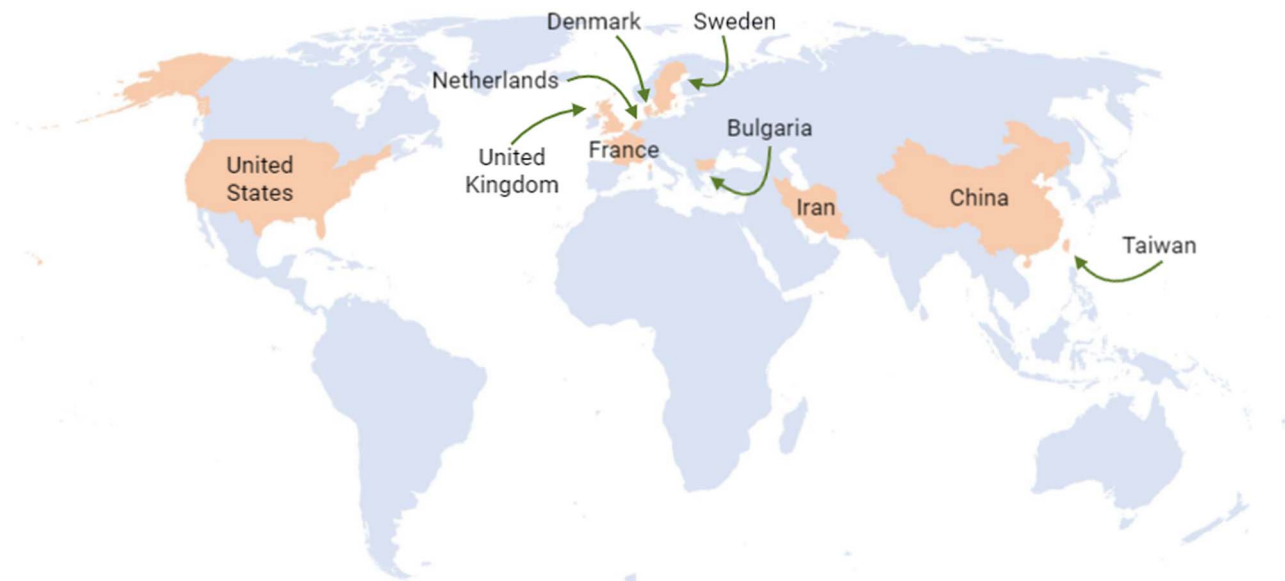 Denmark
Sweden
Netherlands
Bulgaria
United
Kingdom
France
United
States
Iran
China
Taiwan